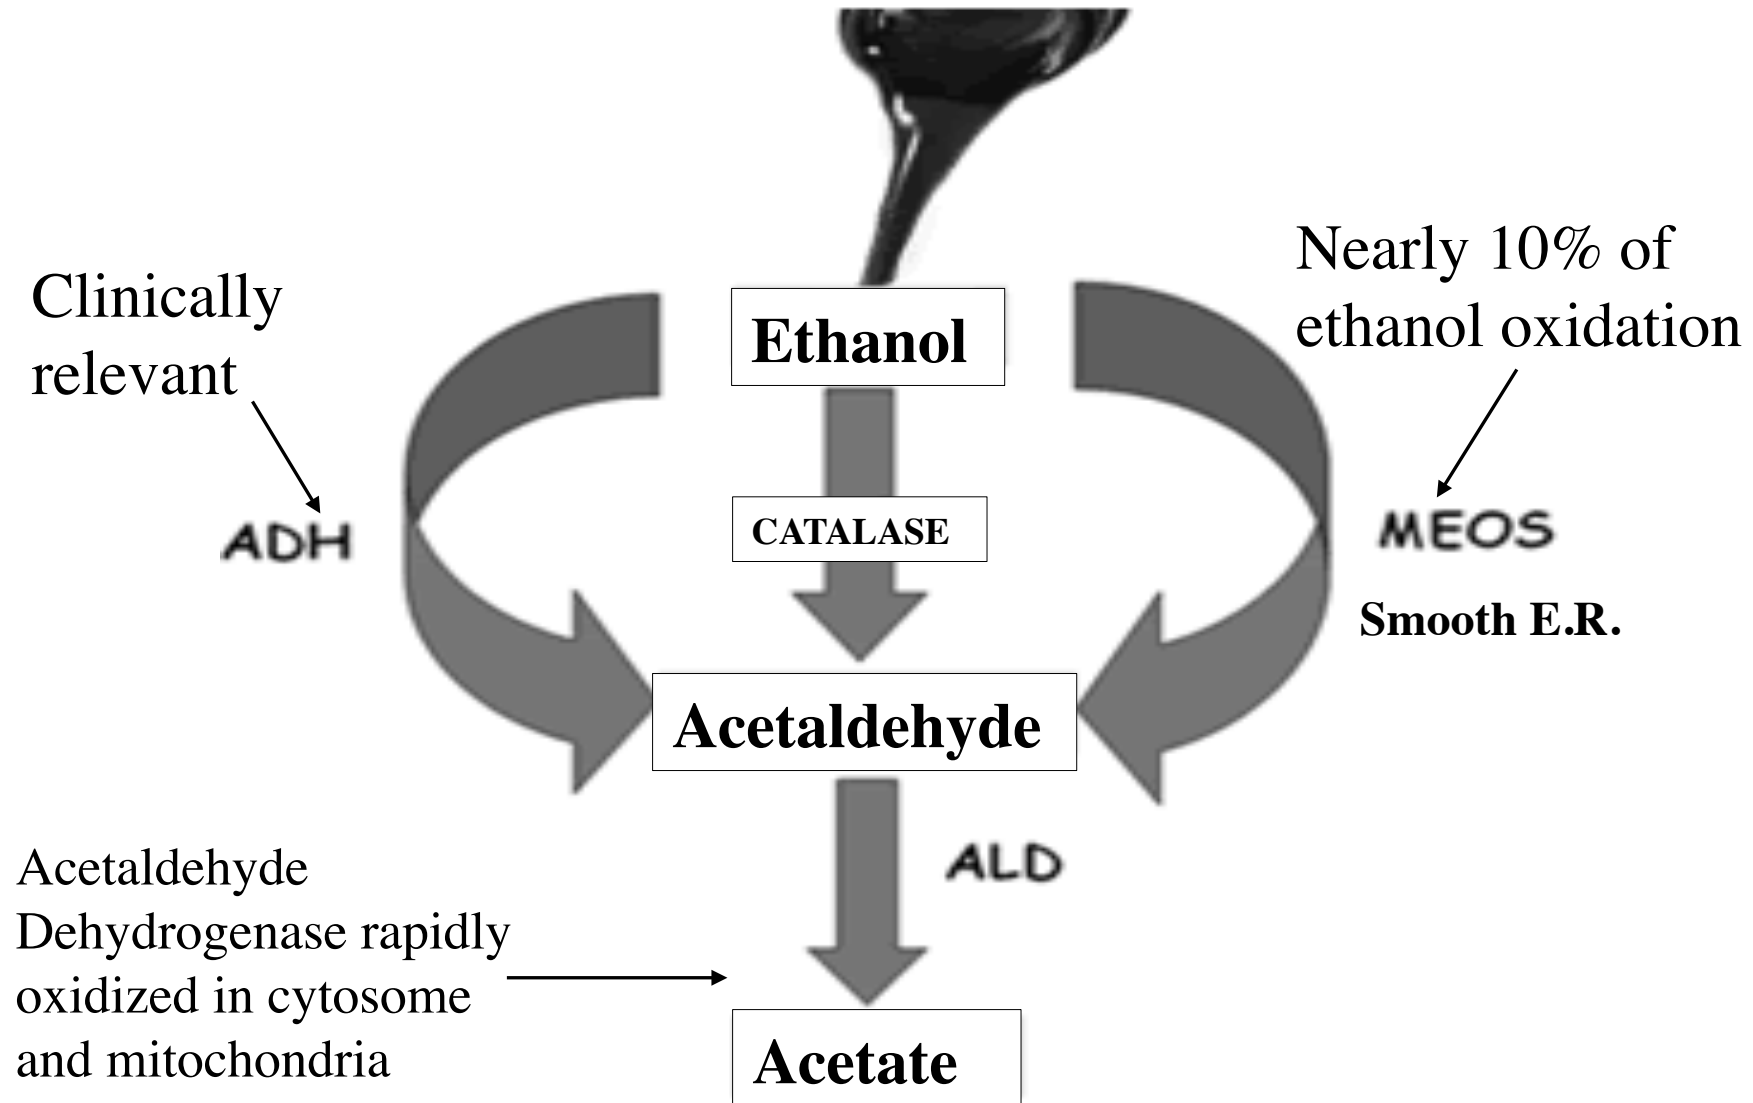 Clinically
relevant
Nearly 10% of
ethanol oxidation
Ethanol
ADH
CATALASE
MEOS
Smooth E.R.
Acetaldehyde
ALD
Acetaldehyde
Dehydrogenase rapidly
oxidized in cytosome
and mitochondria
Acetate